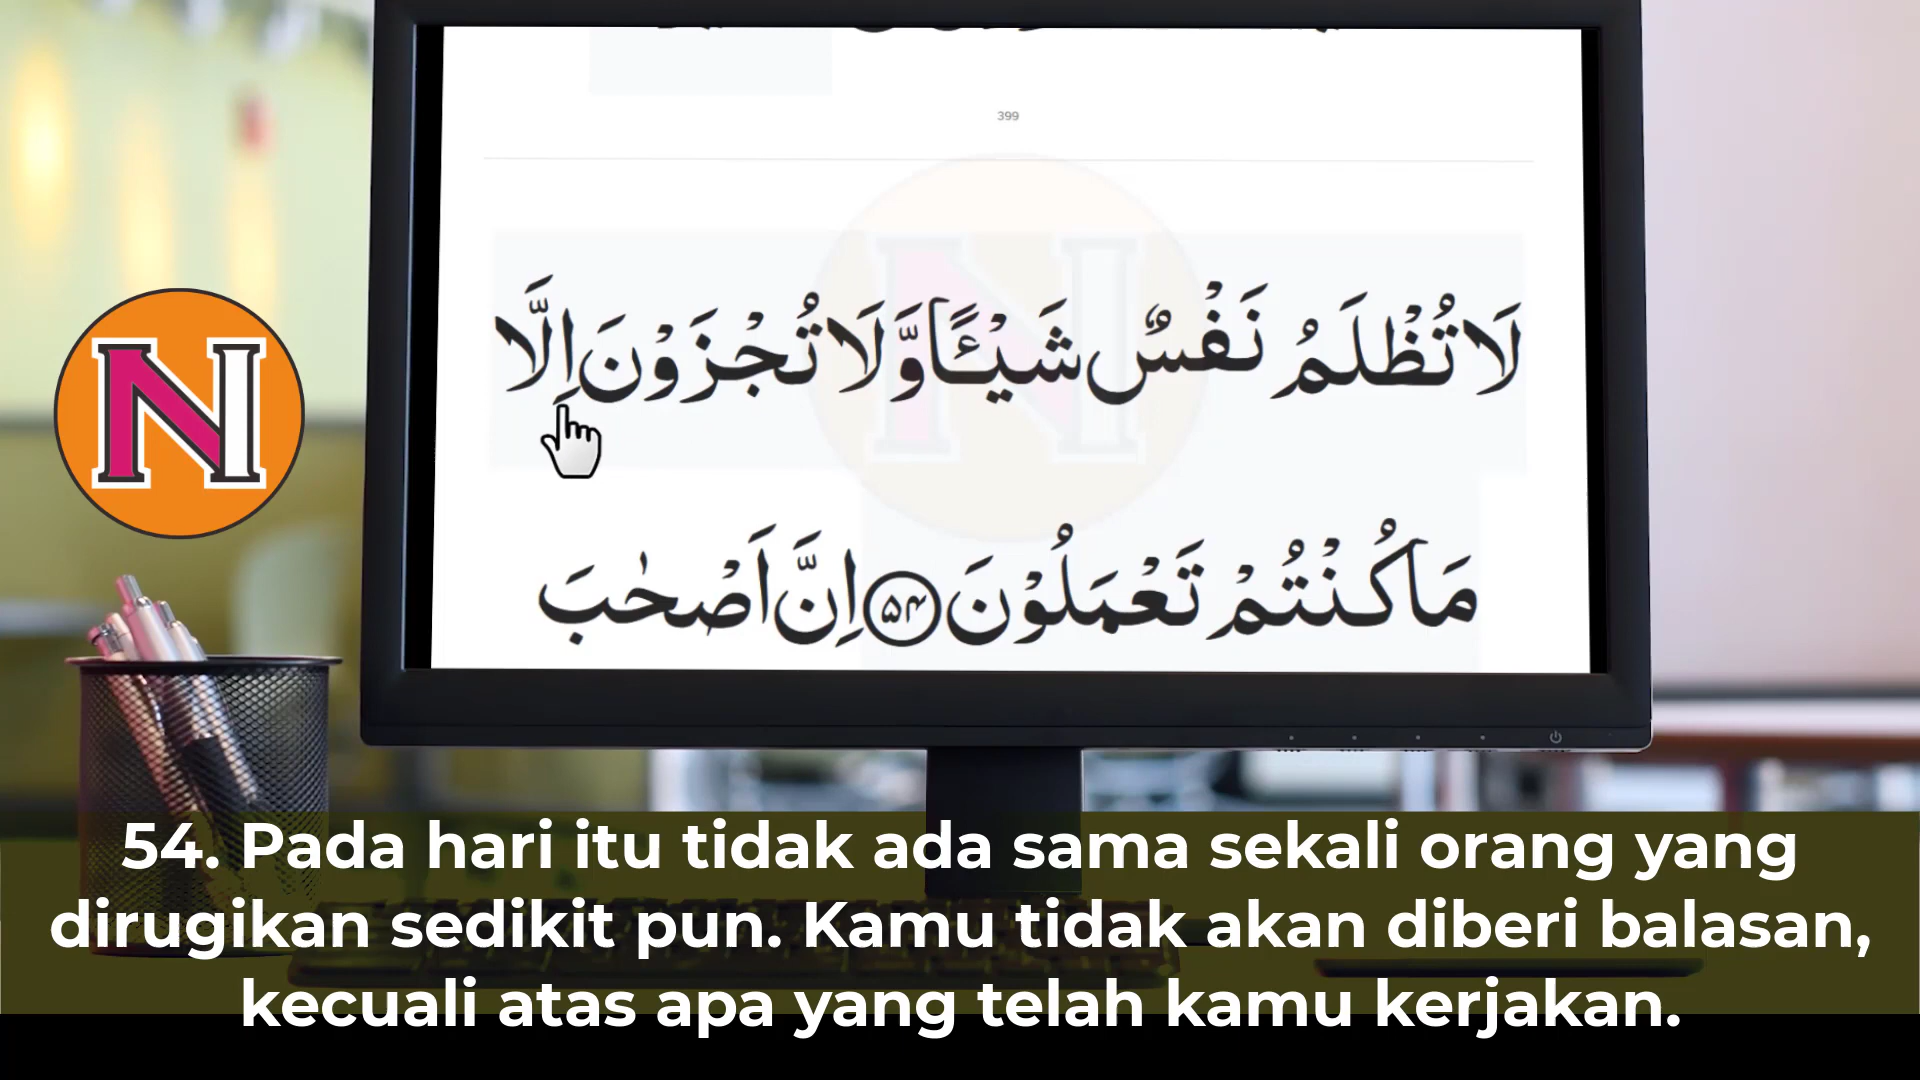 399
لَا تُظْلَمُ نَفْسٌ شَيْـًٔا وَّلَا تُجْزَوْنَ اِلَّا
مَا كُنْتُمْ تَعْمَلُوْنَ ۵۴ اِنَّ اَصْحٰبَ
N
54. Pada hari itu tidak ada sama sekali orang yang
dirugikan sedikit pun. Kamu tidak akan diberi balasan,
kecuali atas apa yang telah kamu kerjakan.